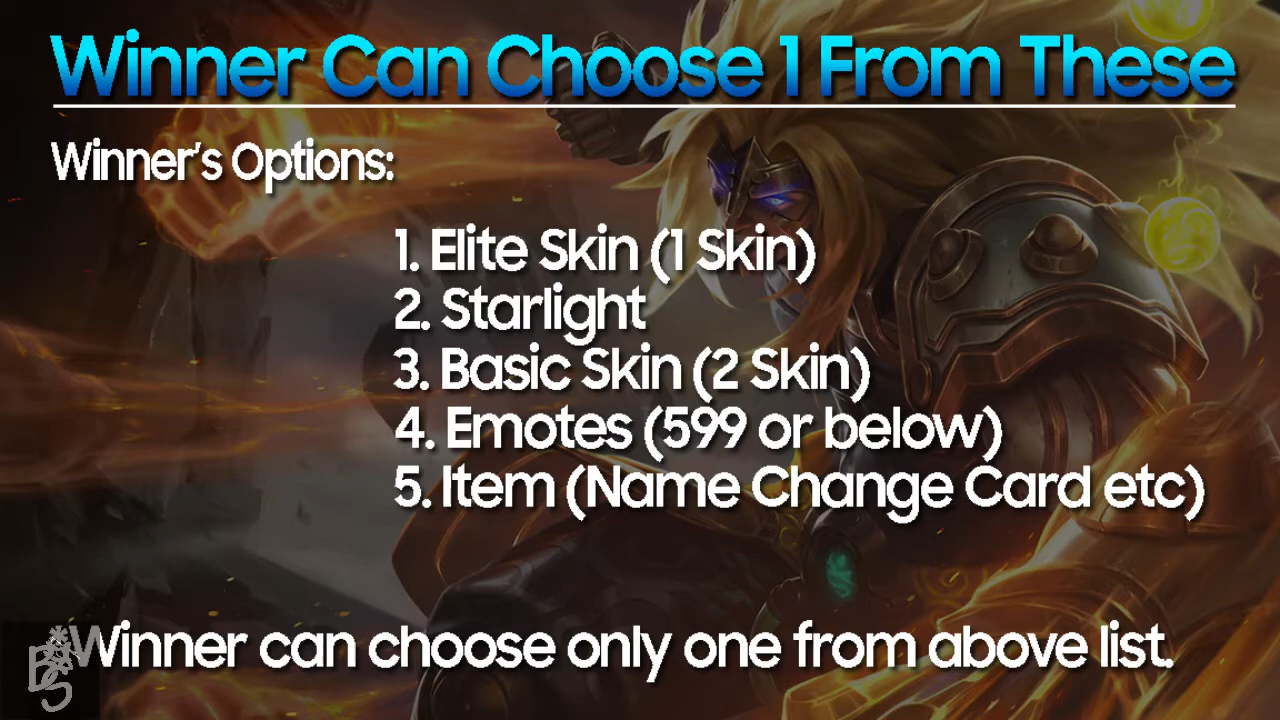 Winner Can Choose 1 From These
Winner's Options:
1. Elite Skin (1 Skin)
2. Starlight
3. Basic Skin (2 Skin)
4. Emotes (599 or below)
5. Item (Name Change Card etc)
*Winner can choose only one from above list.